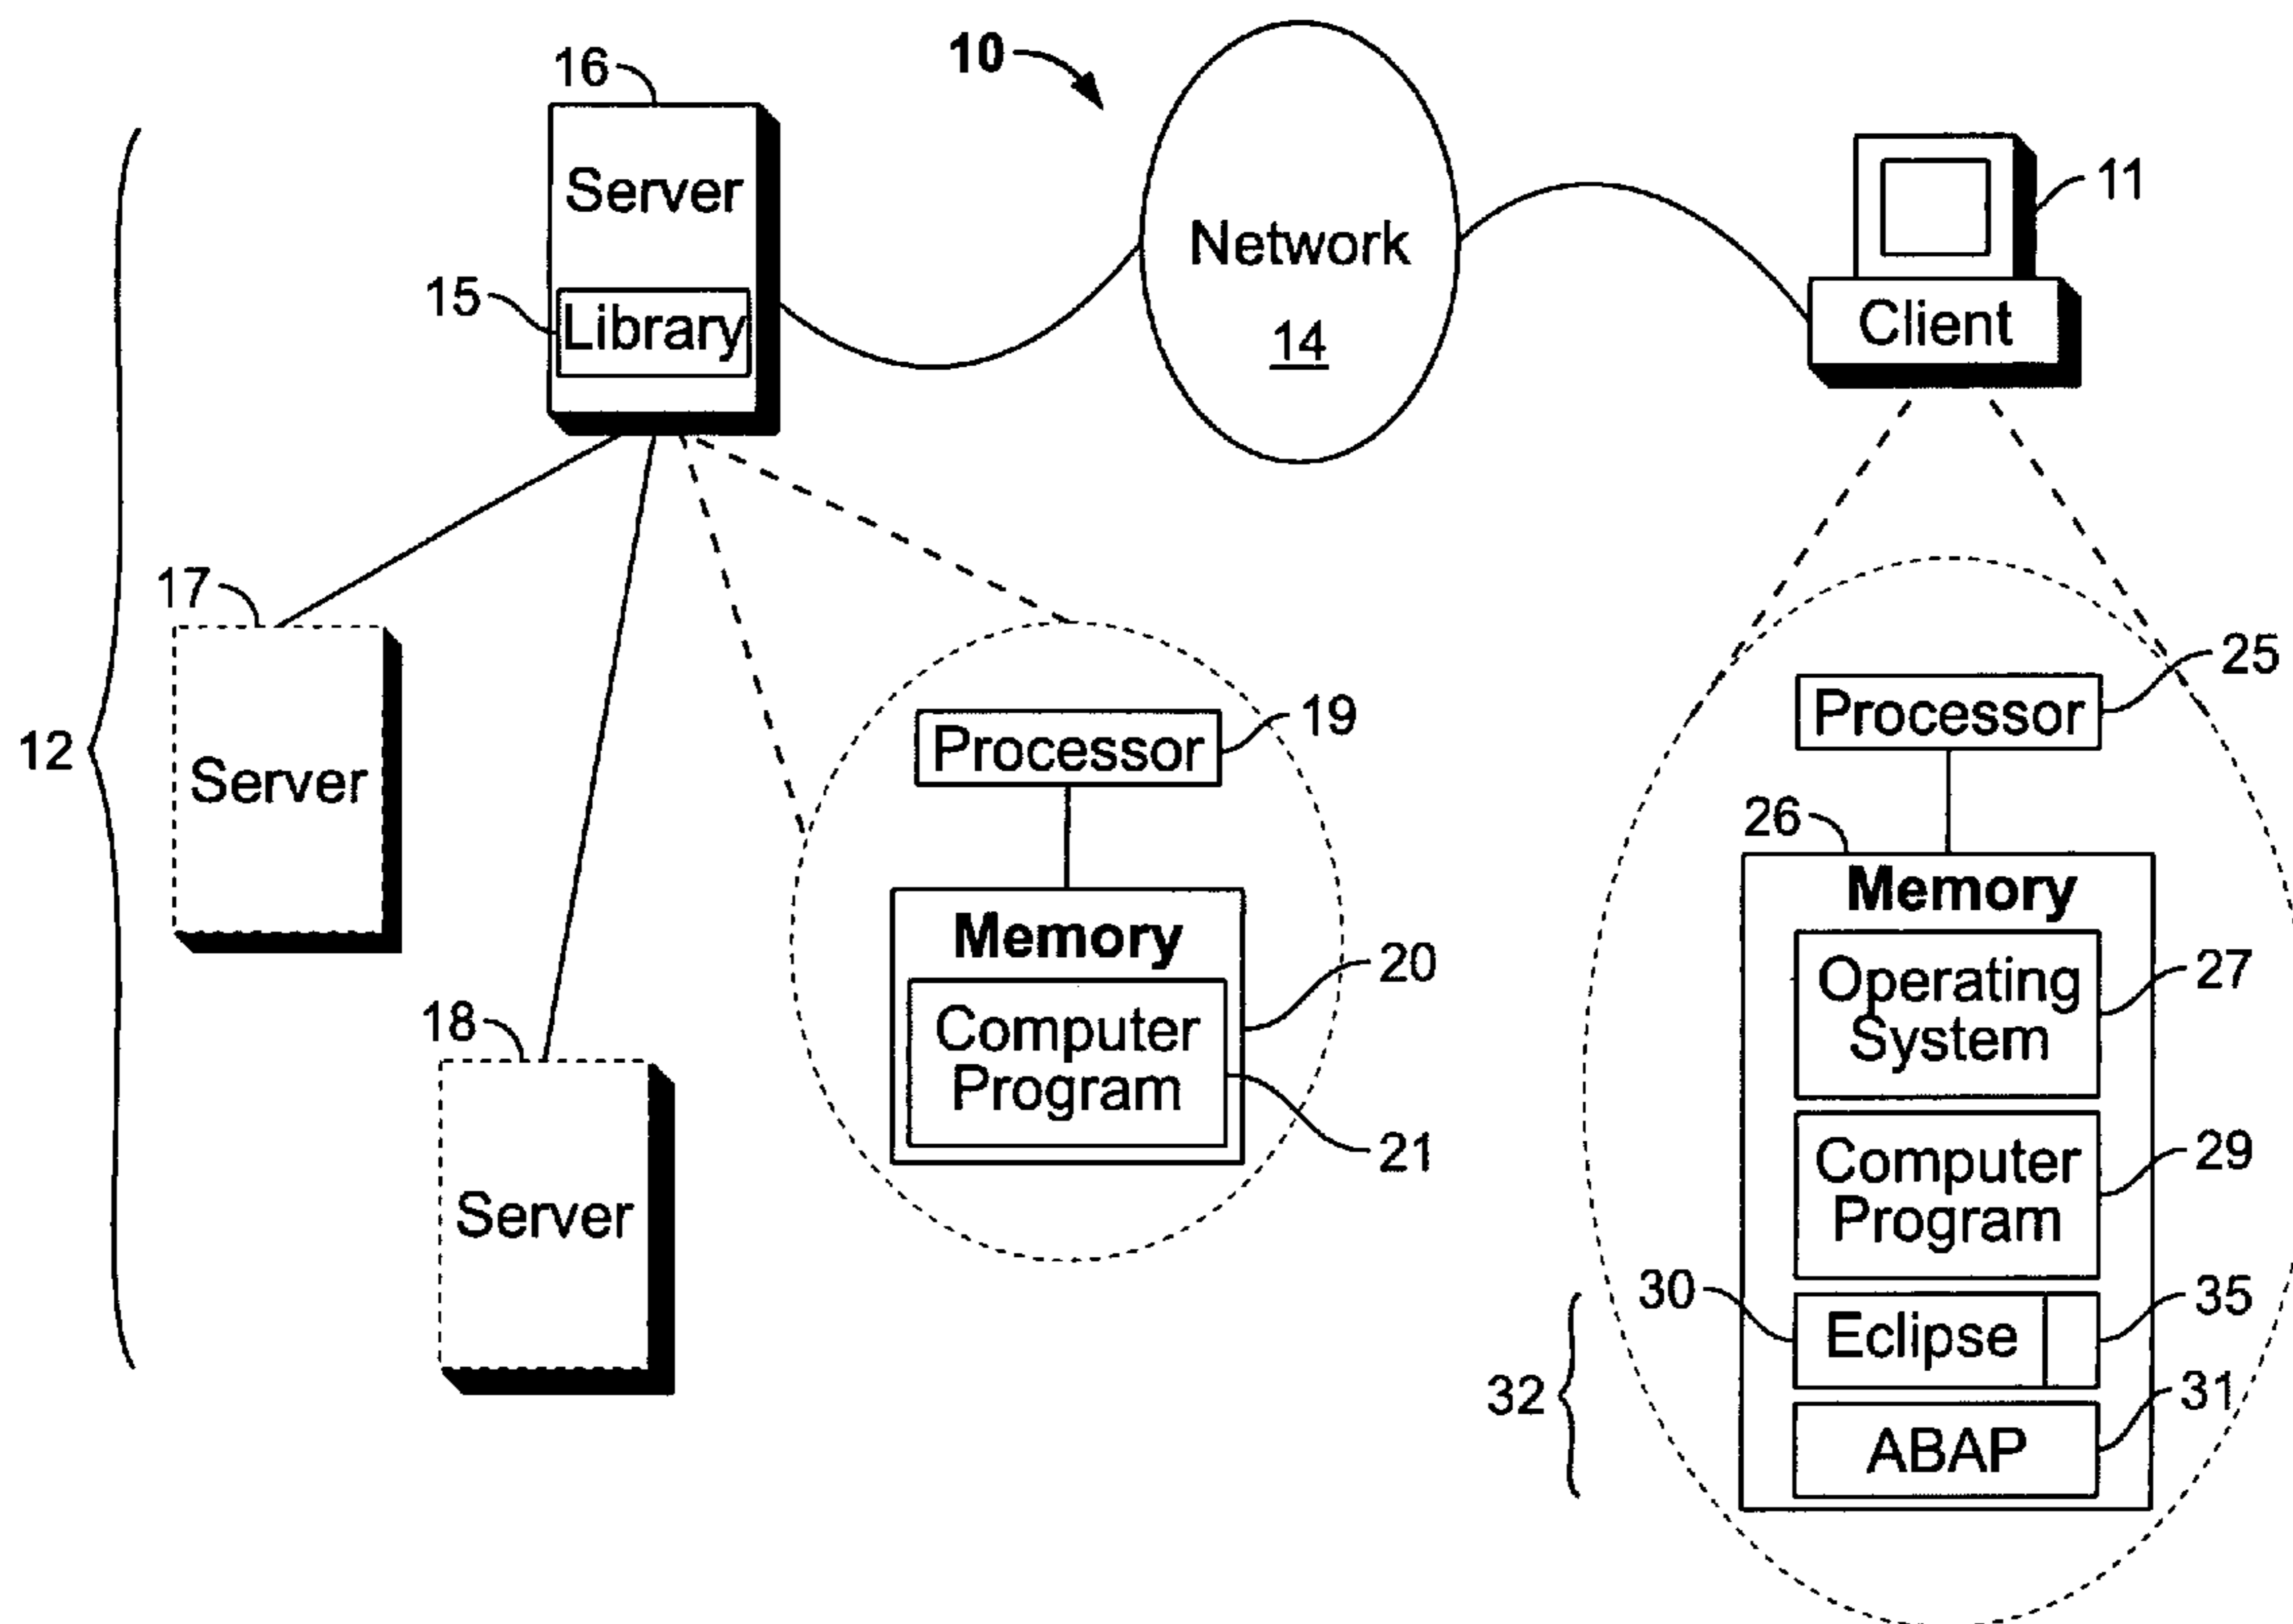 10
16
Server
15
Library
Network
14
11
Client
12
17
Server
18
Server
19
Processor
Memory
20
Computer
Program
21
25
Processor
26
Memory
Operating
System
27
Computer
Program
29
30
Eclipse
35
32
ABAP
31